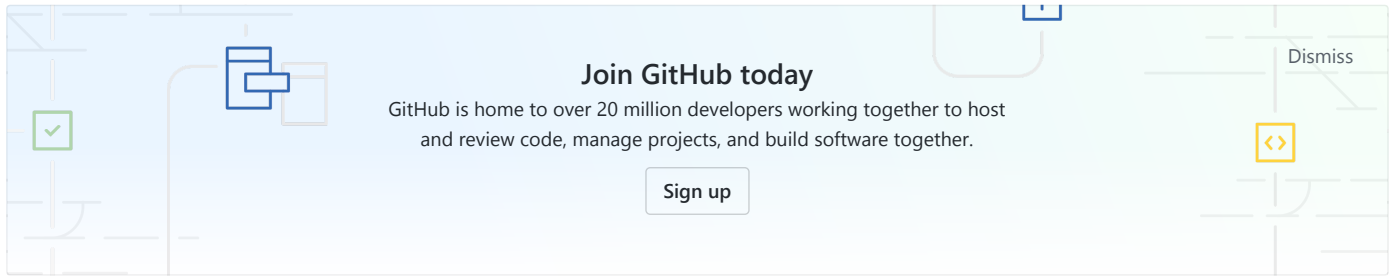 Join GitHub today
Dismiss
GitHub is home to over 20 million developers working together to host
and review code, manage projects, and build software together.
Sign up